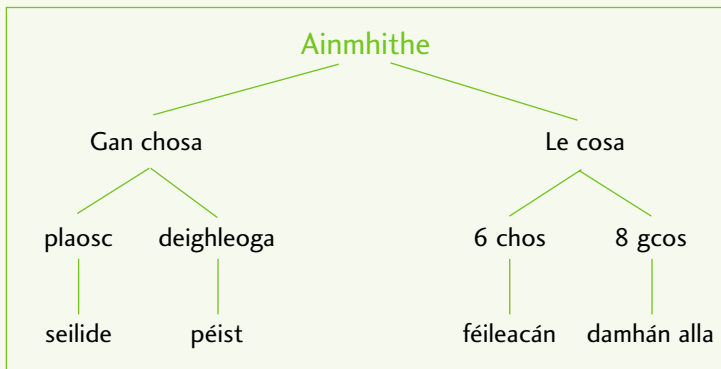 Ainmhithe
Gan chosa Le cosa
plaosc deighleoga 6 chos 8 gcos
seilide péist féileacán damhán alla